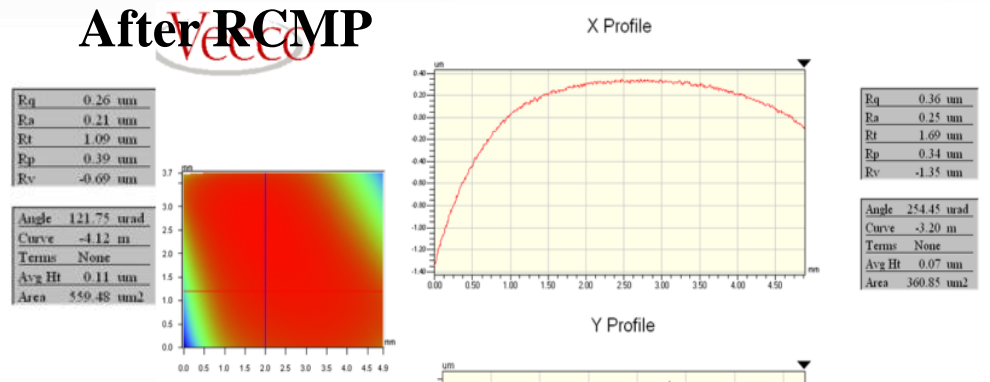 After RCMP
Veeco
X Profile
Rq 0.26 um
Ra 0.21 um
Rt 1.09 um
Rp 0.39 um
Rv -0.69 um
Angle 121.75 urad
Curve -4.12 m
Terms None
Avg Ht 0.11 um
Area 559.48 um2
mm
3.7
3.0
2.5
2.0
1.5
1.0
0.5
0.0
mm
0.0 0.5 1.0 1.5 2.0 2.5 3.0 3.5 4.0 4.5 4.9
um
0.40
0.20
0.00
-0.20
-0.40
-0.60
-0.80
-1.00
-1.20
-1.40
mm
0.00 0.50 1.00 1.50 2.00 2.50 3.00 3.50 4.00 4.50
Rq 0.36 um
Ra 0.25 um
Rt 1.69 um
Rp 0.34 um
Rv -1.35 um
Angle 254.45 urad
Curve -3.20 m
Terms None
Avg Ht 0.07 um
Area 360.85 um2
Y Profile
um